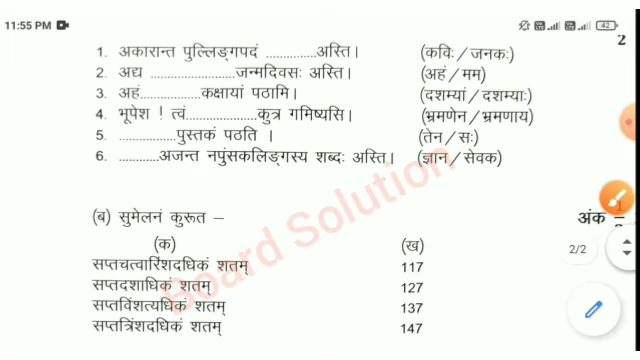 11:55 PM 42
2
1. अकारान्त पुल्लिङ्गपदं ..............अस्ति। (कविः/जनकः)
2. अद्य ........................जन्मदिवसः अस्ति। (अहं/मम)
3. अहं.................कक्षायां पठामि। (दशम्यां/दशम्याः)
4. भूपेश ! त्वं....................कुत्र गमिष्यसि। (भ्रमणेन/भ्रमणाय)
5. ................पुस्तकं पठति । (तेन/सः)
6. ...........अजन्त नपुंसकलिङ्गस्य शब्दः अस्ति। (ज्ञान/सेवक)
(ब) सुमेलनं कुरूत – अंक
(क) (ख)
2/2
सप्तचत्वारिंशदधिकं शतम् 117
सप्तदशाधिकं शतम् 127
सप्तविंशत्यधिकं शतम् 137
सप्तत्रिंशदधिकं शतम् 147
Board Solution